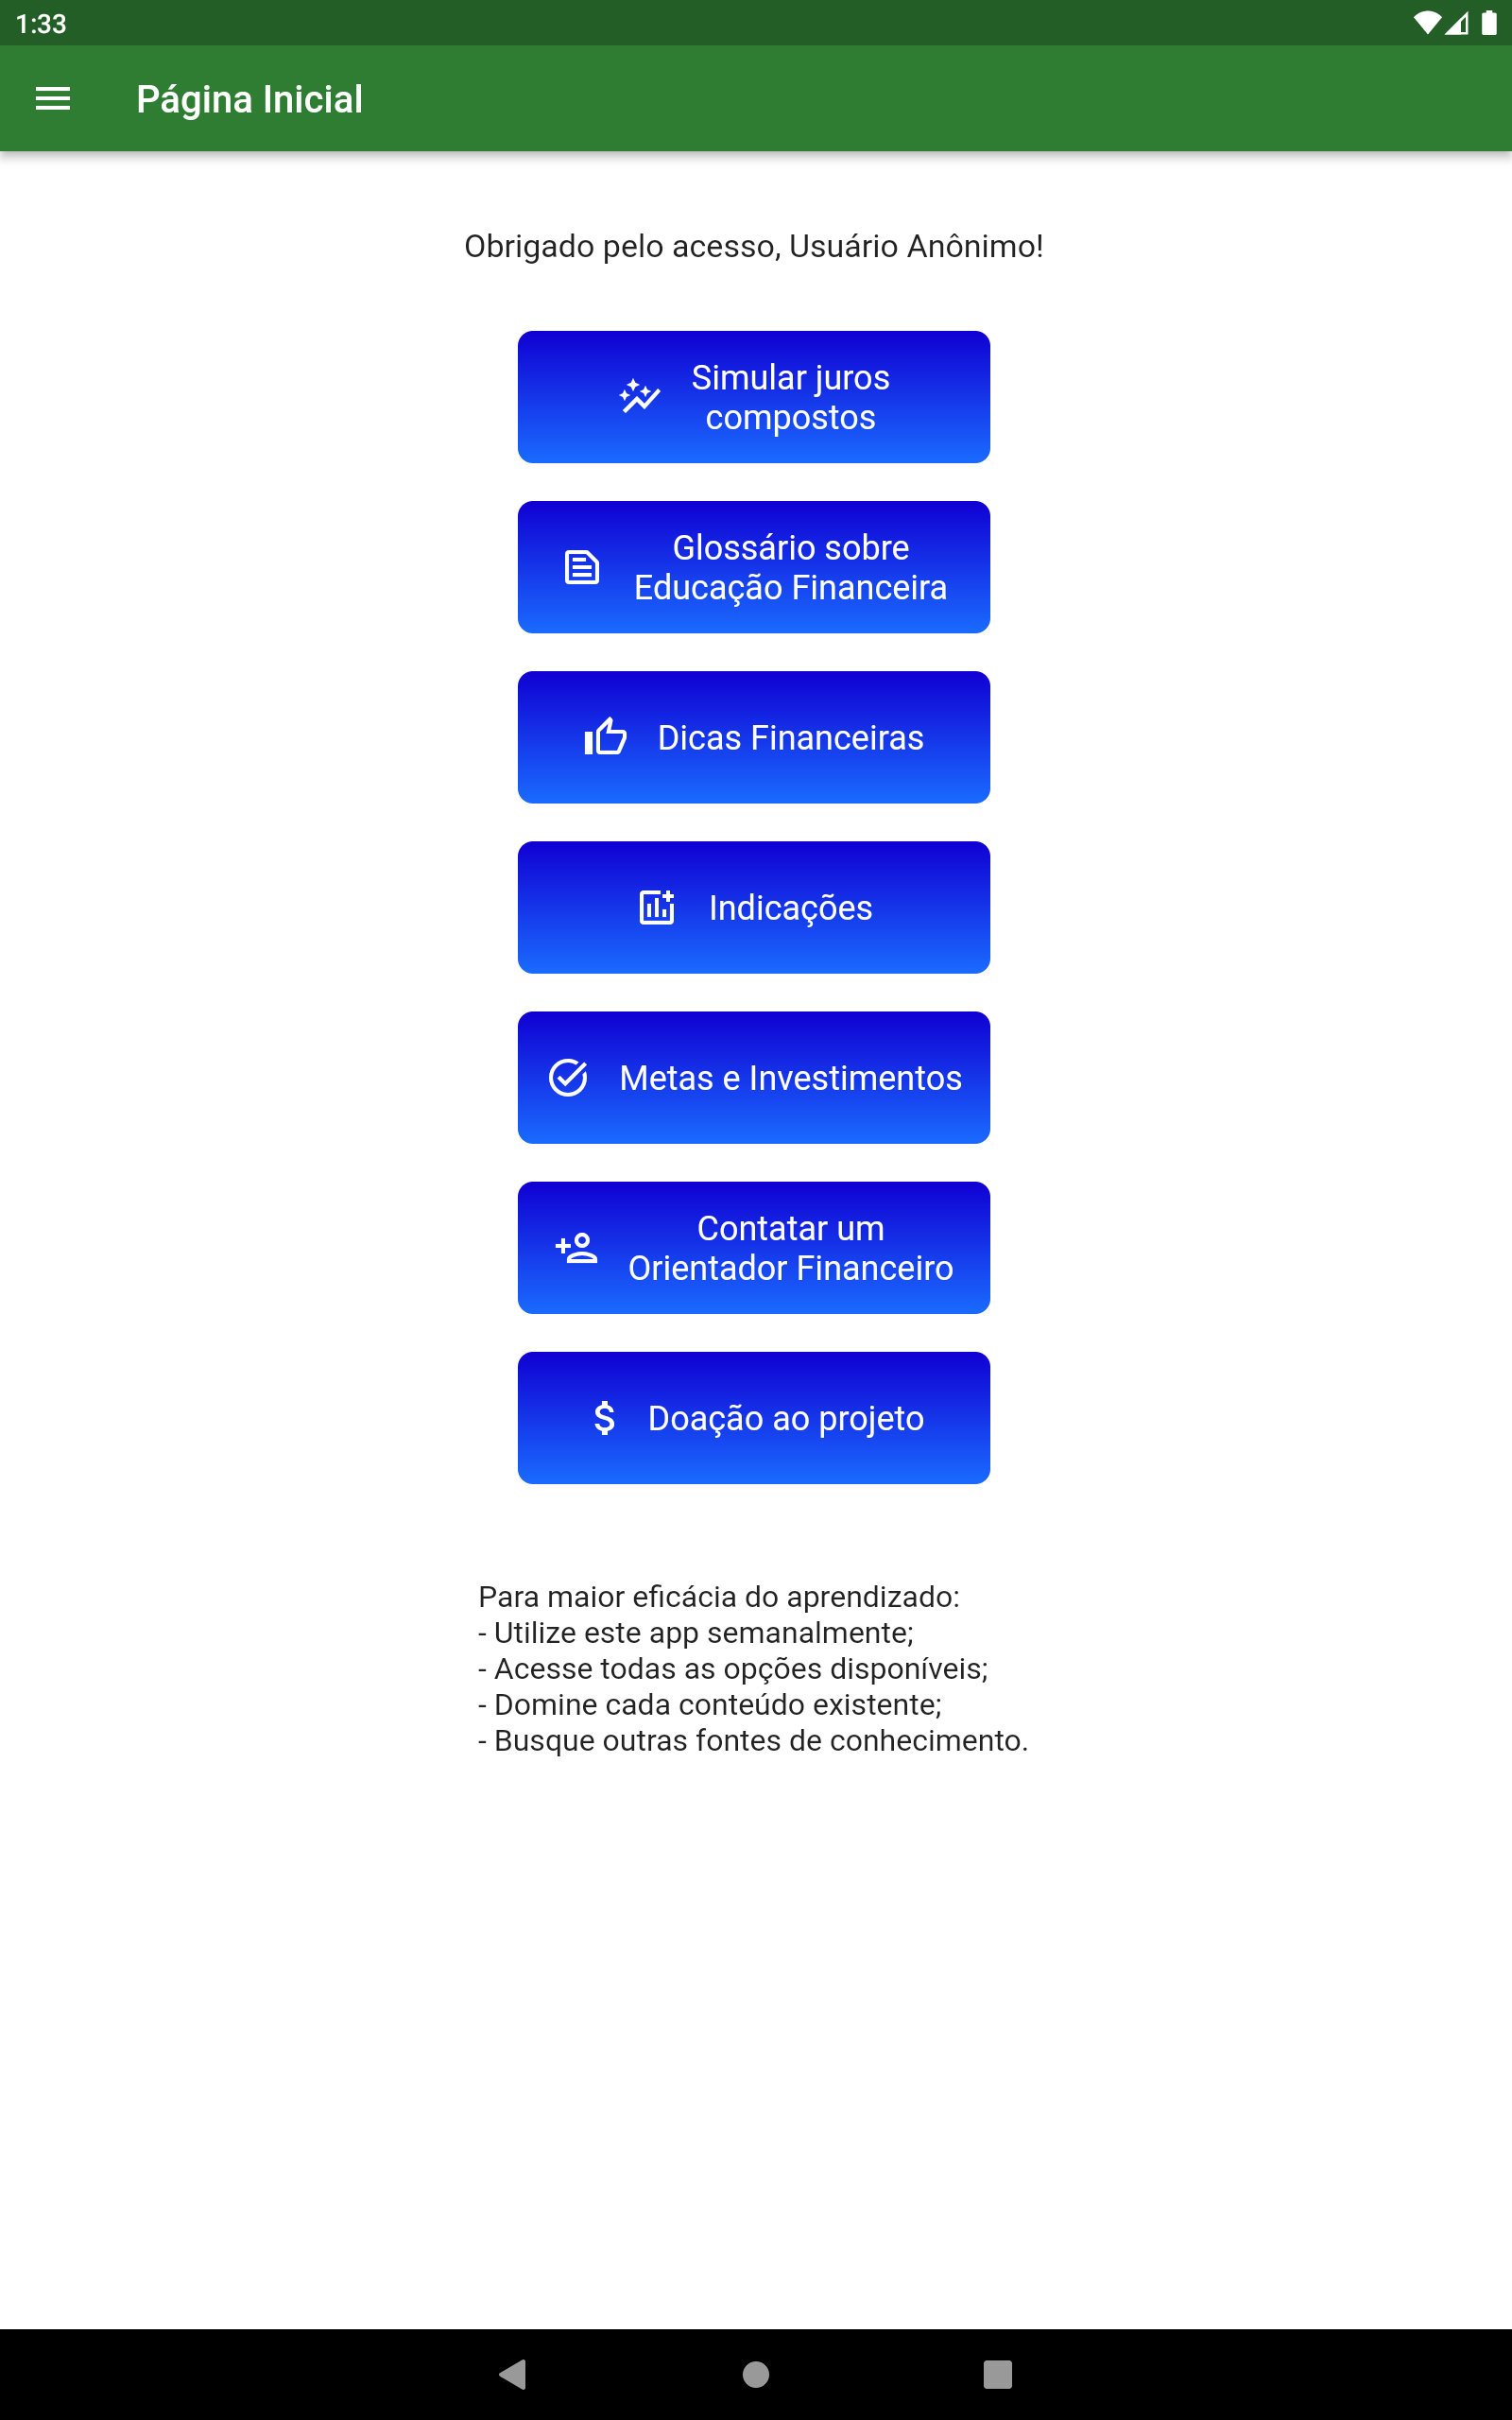 1:33
Página Inicial
Obrigado pelo acesso, Usuário Anônimo!
Simular juros
compostos
Glossário sobre
Educação Financeira
Dicas Financeiras
Indicações
Metas e Investimentos
Contatar um
Orientador Financeiro
Doação ao projeto
Para maior eficácia do aprendizado:
- Utilize este app semanalmente;
- Acesse todas as opções disponíveis;
- Domine cada conteúdo existente;
- Busque outras fontes de conhecimento.